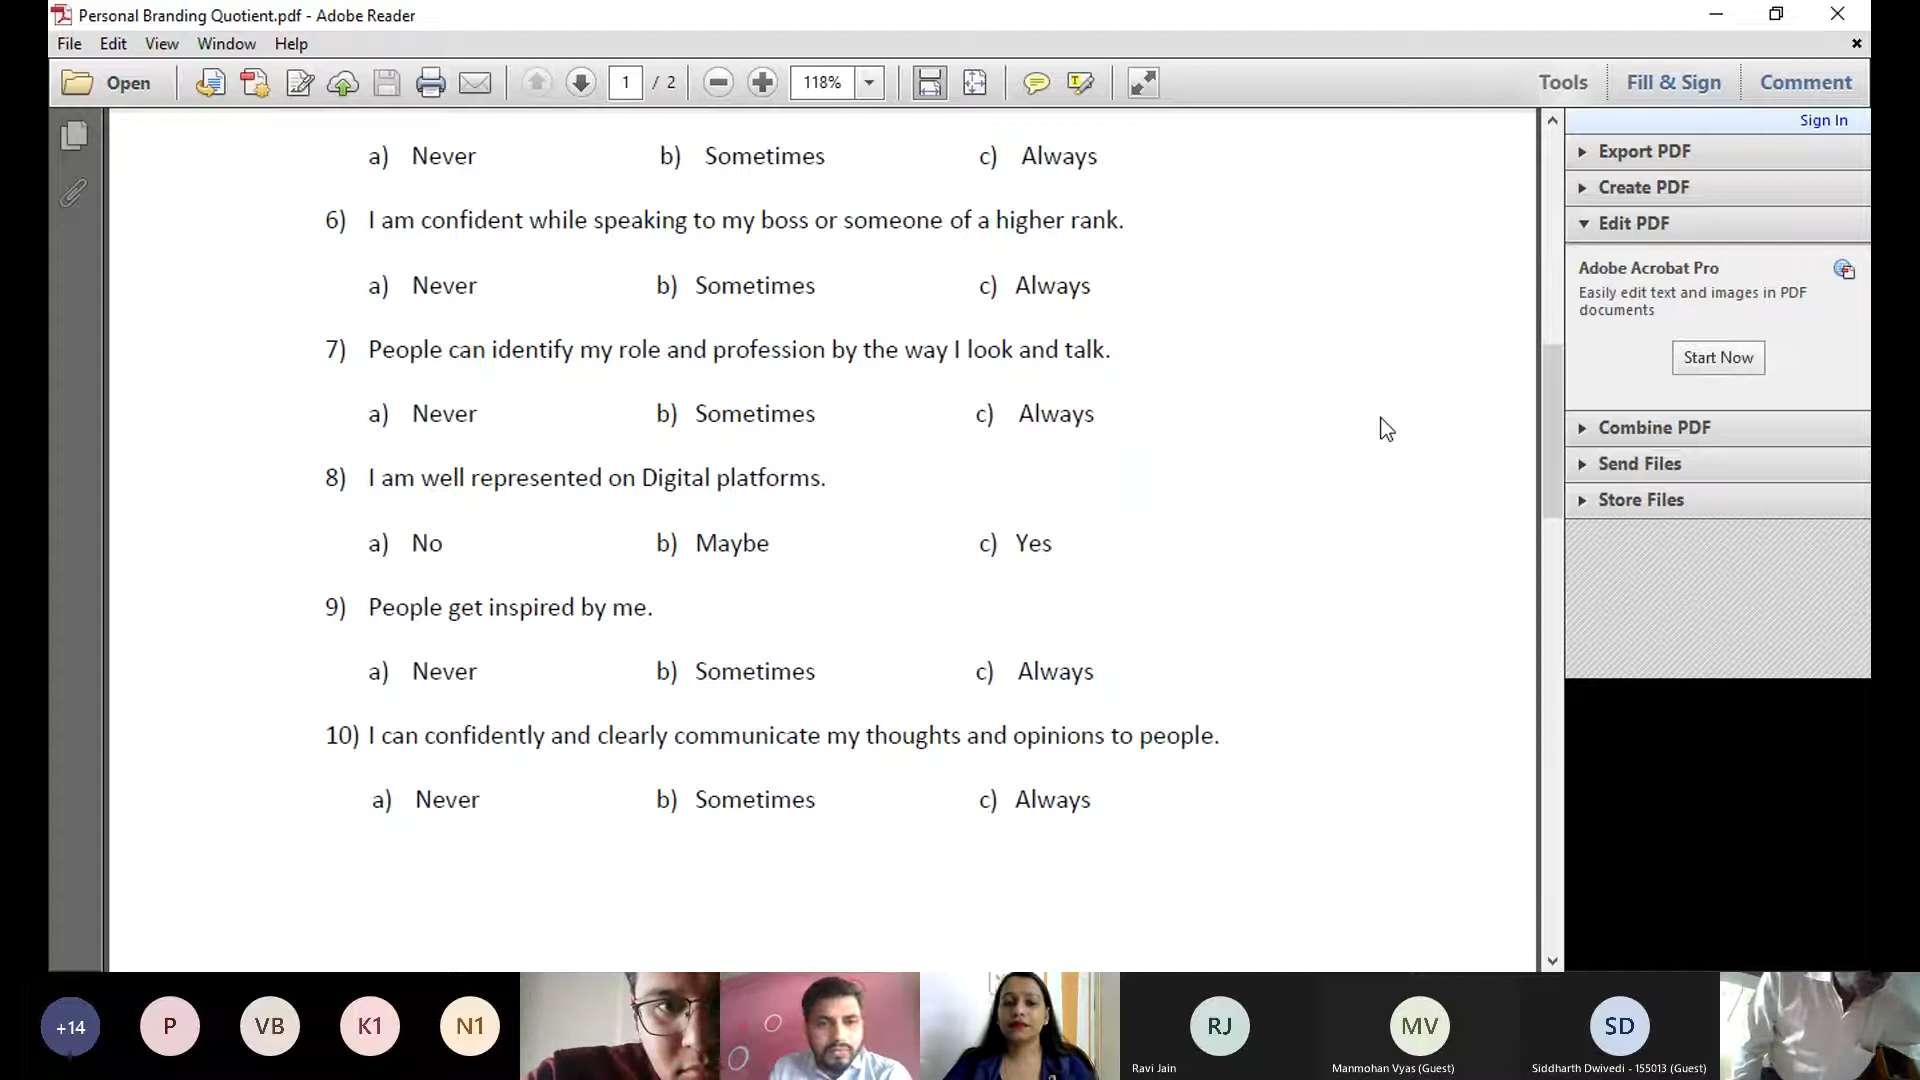 Personal Branding Quotient.pdf - Adobe Reader
File Edit View Window Help
Open 1 / 2 118% Tools Fill & Sign Comment
Sign In
Export PDF
Create PDF
Edit PDF
Adobe Acrobat Pro
Easily edit text and images in PDF
documents
Start Now
Combine PDF
Send Files
Store Files
a) Never b) Sometimes c) Always
6) I am confident while speaking to my boss or someone of a higher rank.
a) Never b) Sometimes c) Always
7) People can identify my role and profession by the way I look and talk.
a) Never b) Sometimes c) Always
8) I am well represented on Digital platforms.
a) No b) Maybe c) Yes
9) People get inspired by me.
a) Never b) Sometimes c) Always
10) I can confidently and clearly communicate my thoughts and opinions to people.
a) Never b) Sometimes c) Always
+14 P VB K1 N1 RJ MV SD
Ravi Jain Manmohan Vyas (Guest) Siddharth Dwivedi - 155013 (Guest)